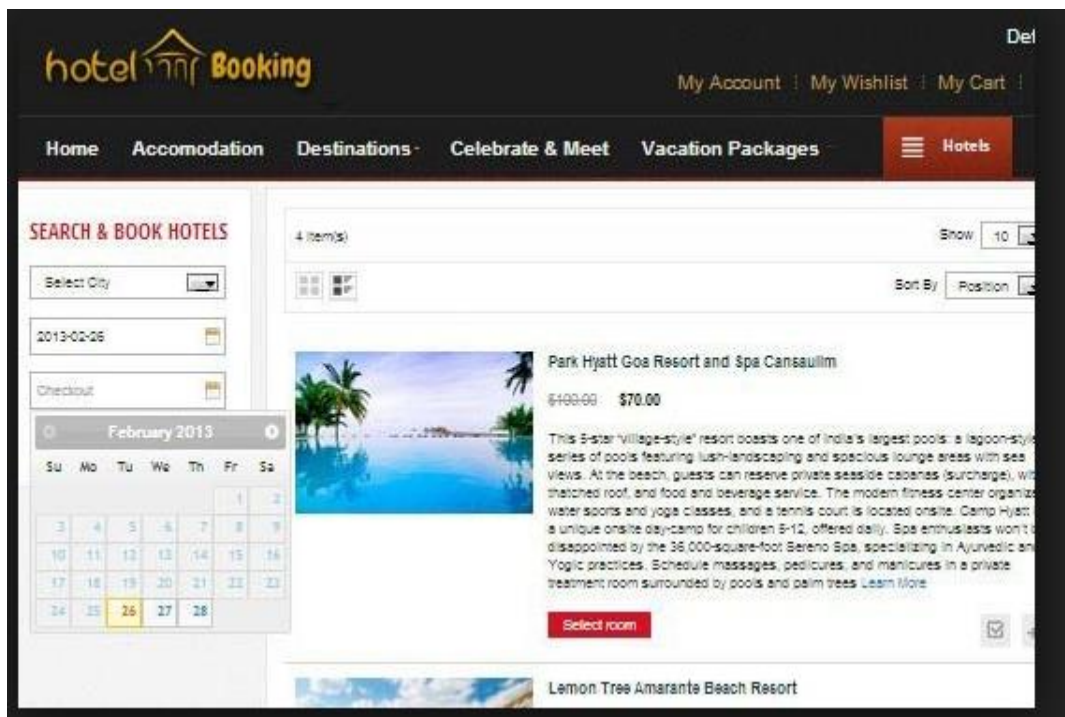 hotel Booking
My Account My Wishlist My Cart
Home Accomodation Destinations Celebrate & Meet Vacation Packages Hotels
SEARCH & BOOK HOTELS
Select City
2013-02-26
Checkout
February 2013
Su Mo Tu We Th Fr Sa
1 2
3 4 5 6 7 8 9
10 11 12 13 14 15 16
17 18 19 20 21 22 23
24 25 26 27 28
4 Item(s)
Show 10
Sort By Position
Park Hyatt Goa Resort and Spa Cansaulim
$100.00 $70.00
This 5-star "village-style" resort boasts one of India's largest pools: a lagoon-style
series of pools featuring lush-landscaping and spacious lounge areas with sea
views. At the beach, guests can reserve private seaside cabanas (surcharge), wit
thatched roof, and food and beverage service. The modern fitness center organize
water sports and yoga classes, and a tennis court is located onsite. Camp Hyatt
a unique onsite day-camp for children 5-12, offered daily. Spa enthusiasts won't
disappointed by the 36,000-square-foot Sereno Spa, specializing in Ayurvedic and
Yogic practices. Schedule massages, pedicures, and manicures in a private
treatment room surrounded by pools and palm trees Learn More
Select room
Lemon Tree Amarante Beach Resort